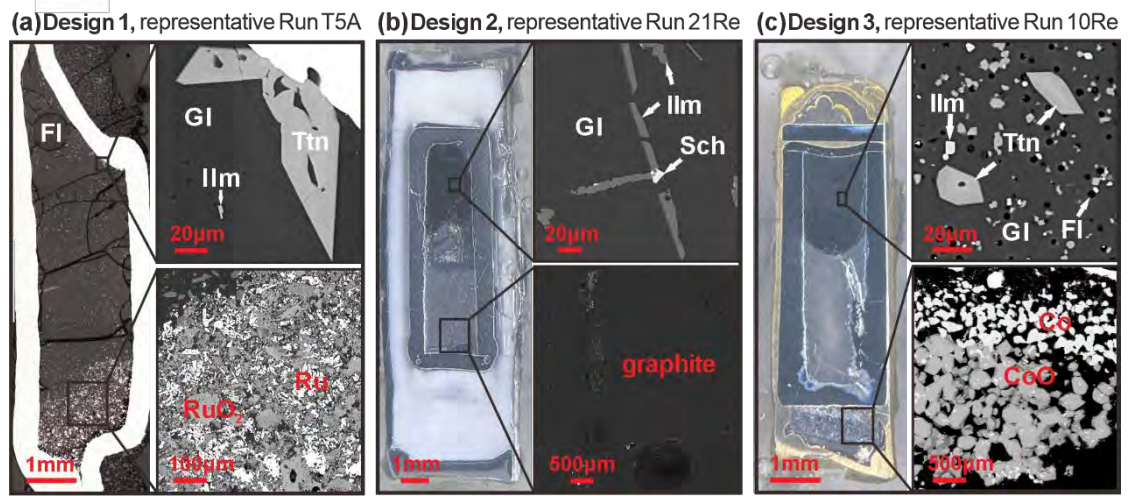 (a) Design 1, representative Run T5A
(b) Design 2, representative Run 21Re
(c) Design 3, representative Run 10Re
Fl
Gl
Ttn
Ilm
20μm
1mm
RuO2
Ru
100μm
Gl
Ilm
Sch
20μm
1mm
graphite
500μm
Ilm
Ttn
Fl
Gl
20μm
1mm
Co
CoO
500μm